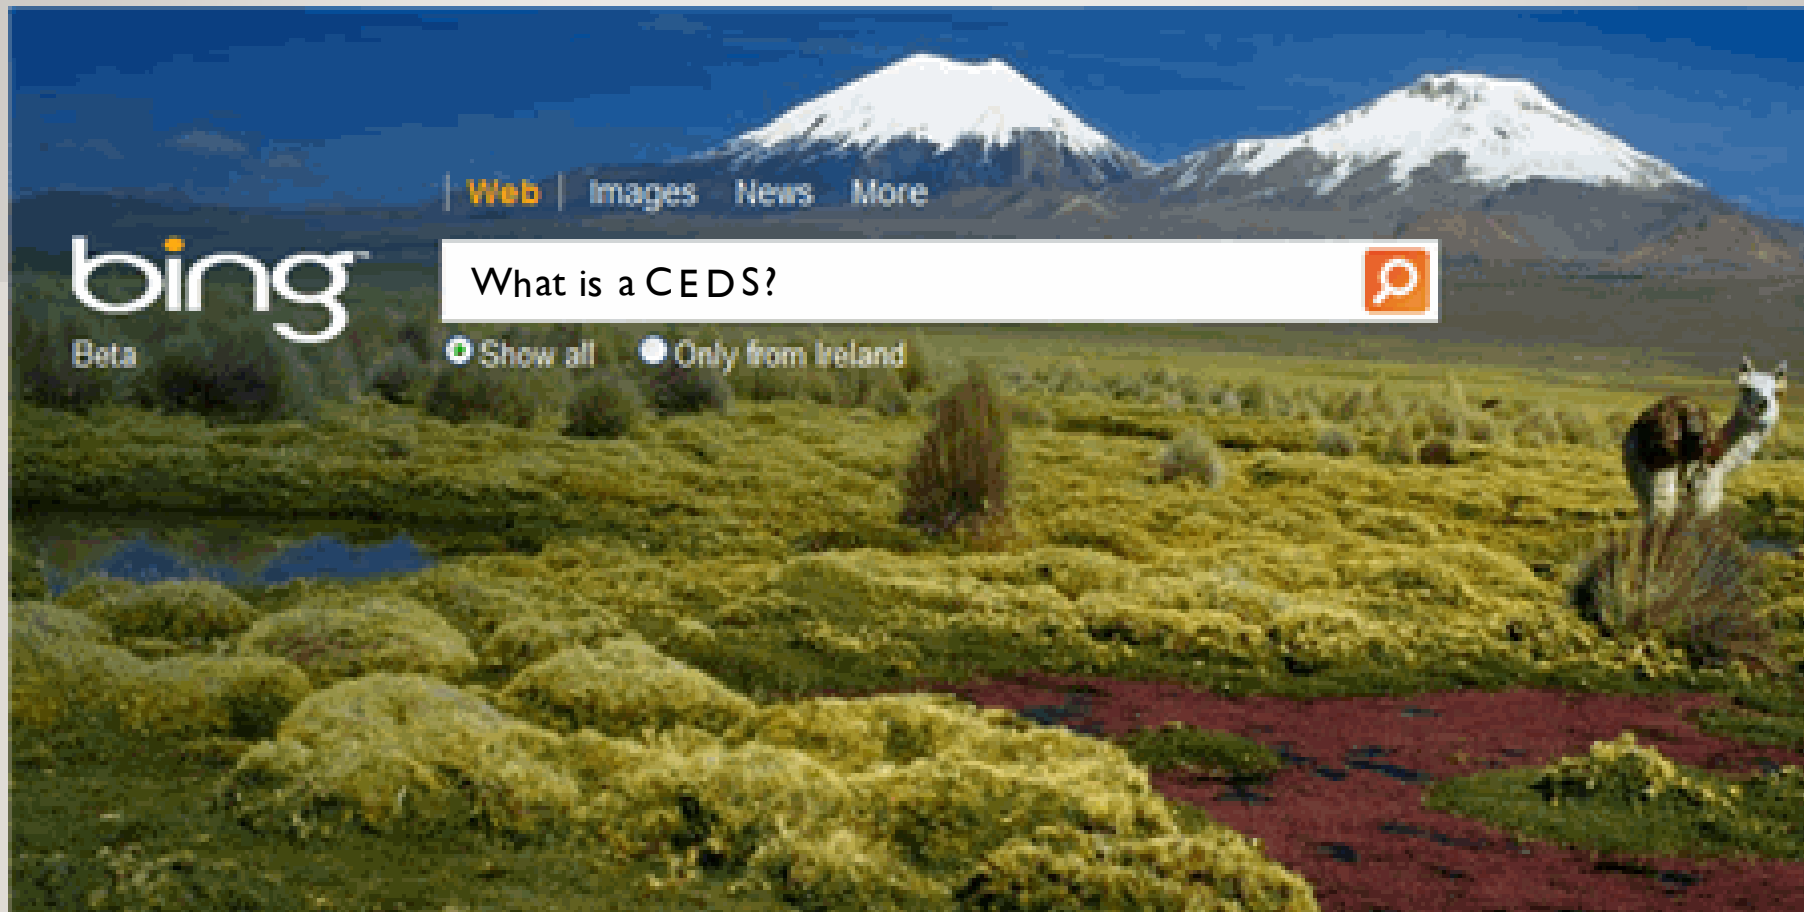 Web Images News More
bing
What is a CEDS?
Beta
Show all Only from Ireland